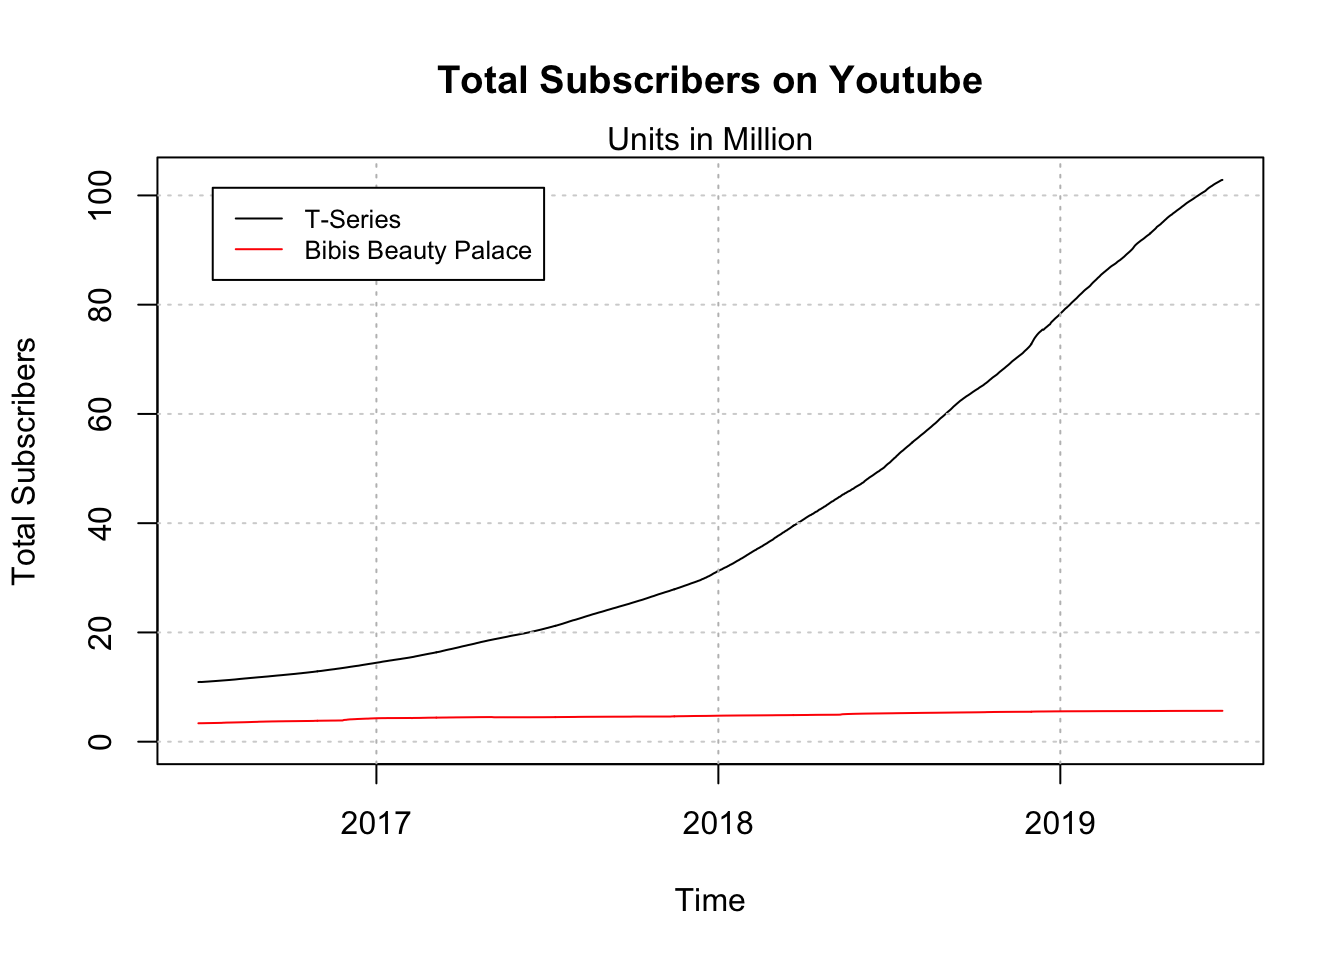 Total Subscribers on Youtube
Units in Million
T-Series
Bibis Beauty Palace
Total Subscribers
100
80
60
40
20
0
2017 2018 2019
Time